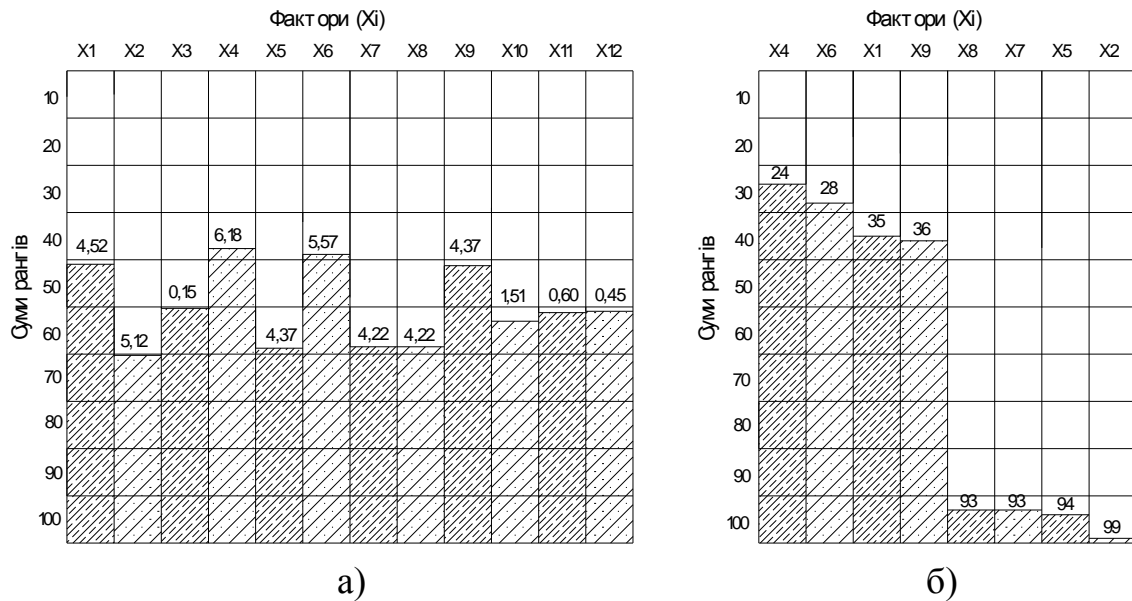 Фактори (Xi)
X1 X2 X3 X4 X5 X6 X7 X8 X9 X10 X11 X12
Суми рангів
10
20
30
40
50
60
70
80
90
100
4,52 5,12 0,15 6,18 4,37 5,57 4,22 4,22 4,37 1,51 0,60 0,45
а)
Фактори (Xi)
X4 X6 X1 X9 X8 X7 X5 X2
Суми рангів
10
20
30
40
50
60
70
80
90
100
24 28 35 36 93 93 94 99
б)